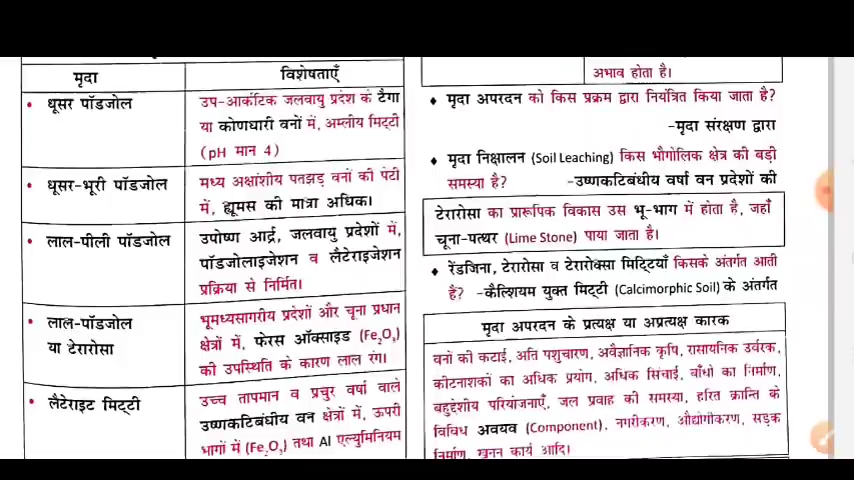 मृदा
विशेषताएँ
• धूसर पॉडजोल
उप-आर्कटिक जलवायु प्रदेश के टैगा
या कोणधारी वनों में, अम्लीय मिट्टी
(pH मान 4)
• धूसर-भूरी पॉडजोल
मध्य अक्षांशीय पतझड़ वनों की पेटी
में, ह्यूमस की मात्रा अधिक।
• लाल-पीली पॉडजोल
उपोष्ण आर्द्र, जलवायु प्रदेशों में,
पॉडजोलाइजेशन व लैटेराइजेशन
प्रक्रिया से निर्मित।
• लाल-पॉडजोल
या टेरारोसा
भूमध्यसागरीय प्रदेशों और चूना प्रधान
क्षेत्रों में, फेरस ऑक्साइड (Fe₂O₃)
की उपस्थिति के कारण लाल रंग।
• लैटेराइट मिट्टी
उच्च तापमान व प्रचुर वर्षा वाले
उष्णकटिबंधीय वन क्षेत्रों में, ऊपरी
भागों में (Fe₂O₃) तथा Al एल्युमिनियम
अभाव होता है।
♦ मृदा अपरदन को किस प्रक्रम द्वारा नियंत्रित किया जाता है?
-मृदा संरक्षण द्वारा
♦ मृदा निक्षालन (Soil Leaching) किस भौगोलिक क्षेत्र की बड़ी
समस्या है? -उष्णकटिबंधीय वर्षा वन प्रदेशों की
टेरारोसा का प्रारूपिक विकास उस भू-भाग में होता है, जहाँ
चूना-पत्थर (Lime Stone) पाया जाता है।
♦ रेंडजिना, टेरारोसा व टेरारोक्सा मिट्टियाँ किसके अंतर्गत आती
हैं? - कैल्शियम युक्त मिट्टी (Calcimorphic Soil) के अंतर्गत
मृदा अपरदन के प्रत्यक्ष या अप्रत्यक्ष कारक
वनों की कटाई, अति पशुचारण, अवैज्ञानिक कृषि, रासायनिक उर्वरक,
कीटनाशकों का अधिक प्रयोग, अधिक सिंचाई, बाँधों का निर्माण,
बहुद्देशीय परियोजनाएँ, जल प्रवाह की समस्या, हरित क्रान्ति के
विविध अवयव (Component), नगरीकरण, औद्योगीकरण, सड़क
निर्माण, खनन कार्य आदि।